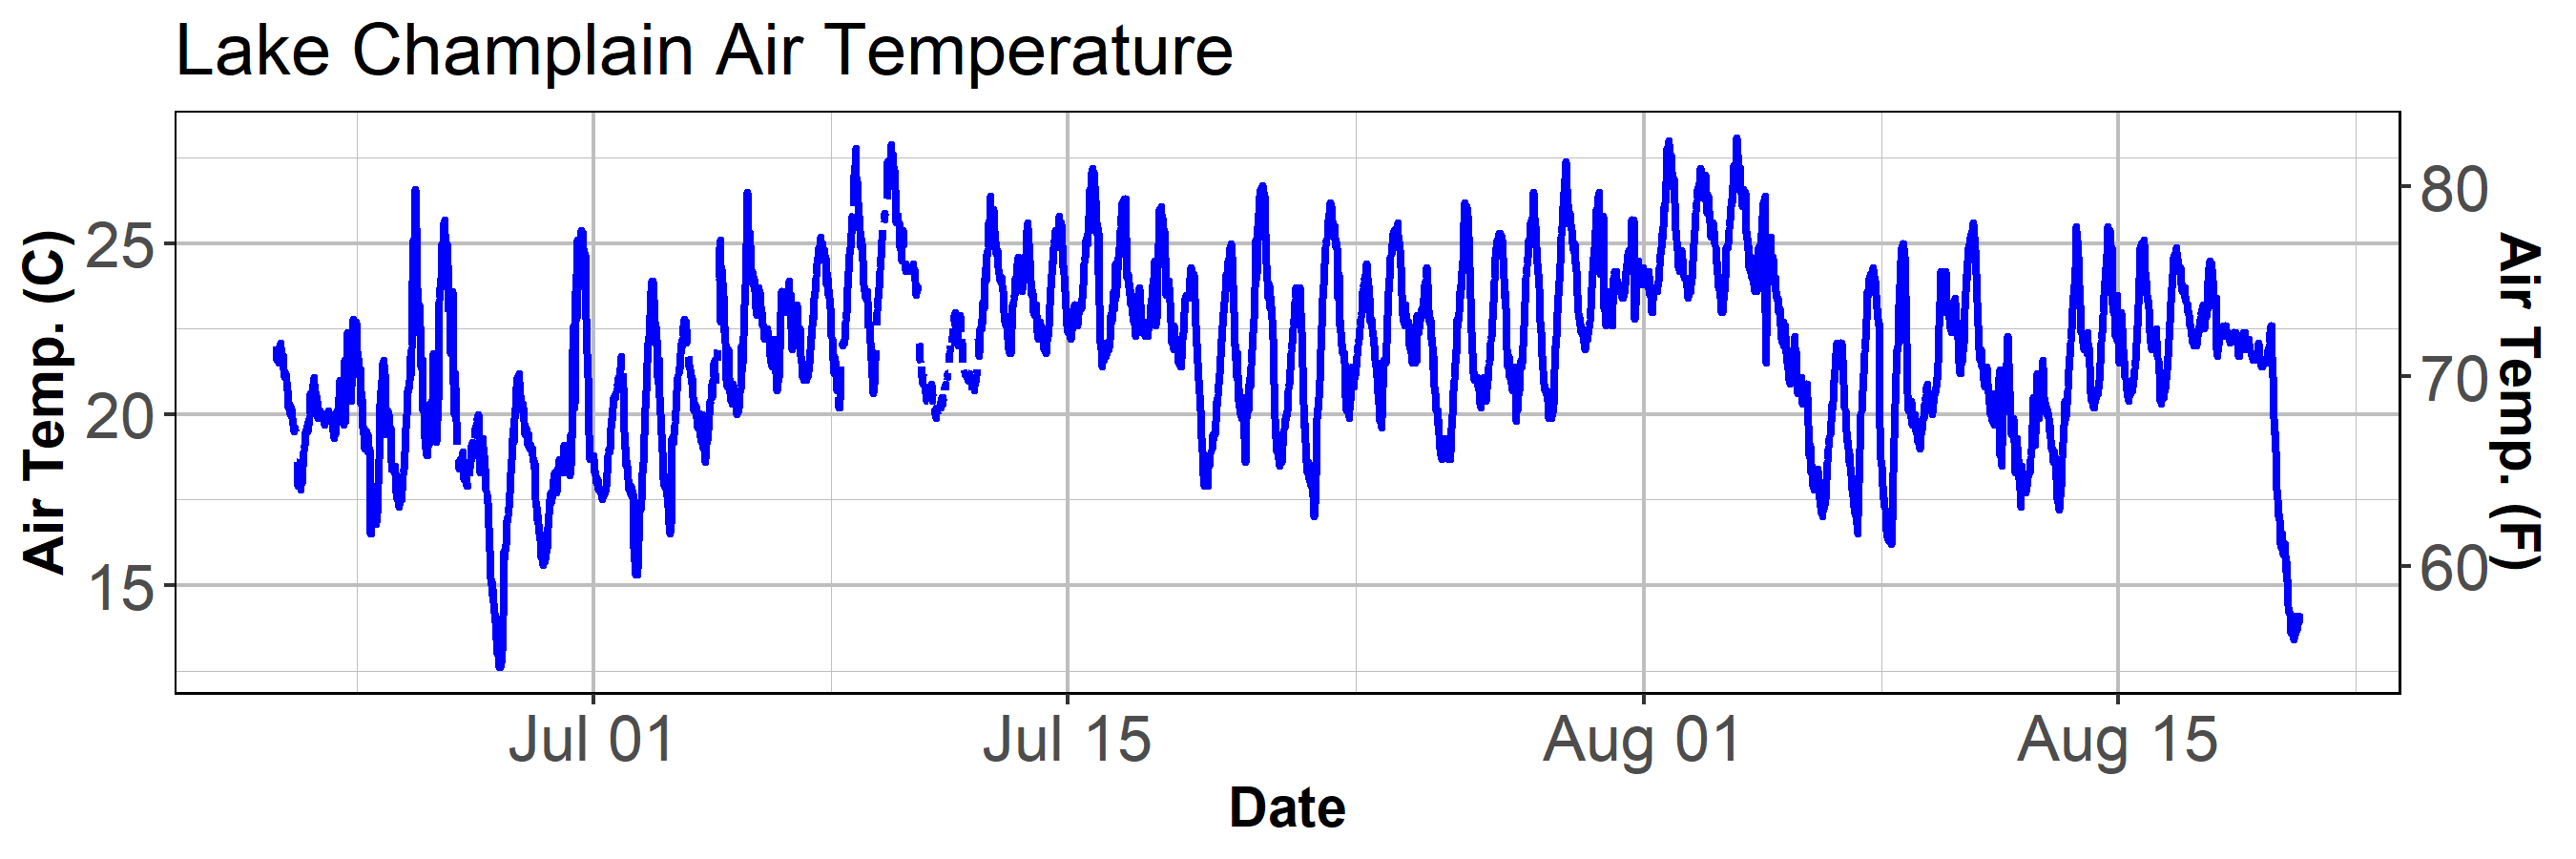 Lake Champlain Air Temperature
Air Temp. (C)
25
20
15
80
70
60
Air Temp. (F)
Jul 01
Jul 15
Aug 01
Aug 15
Date